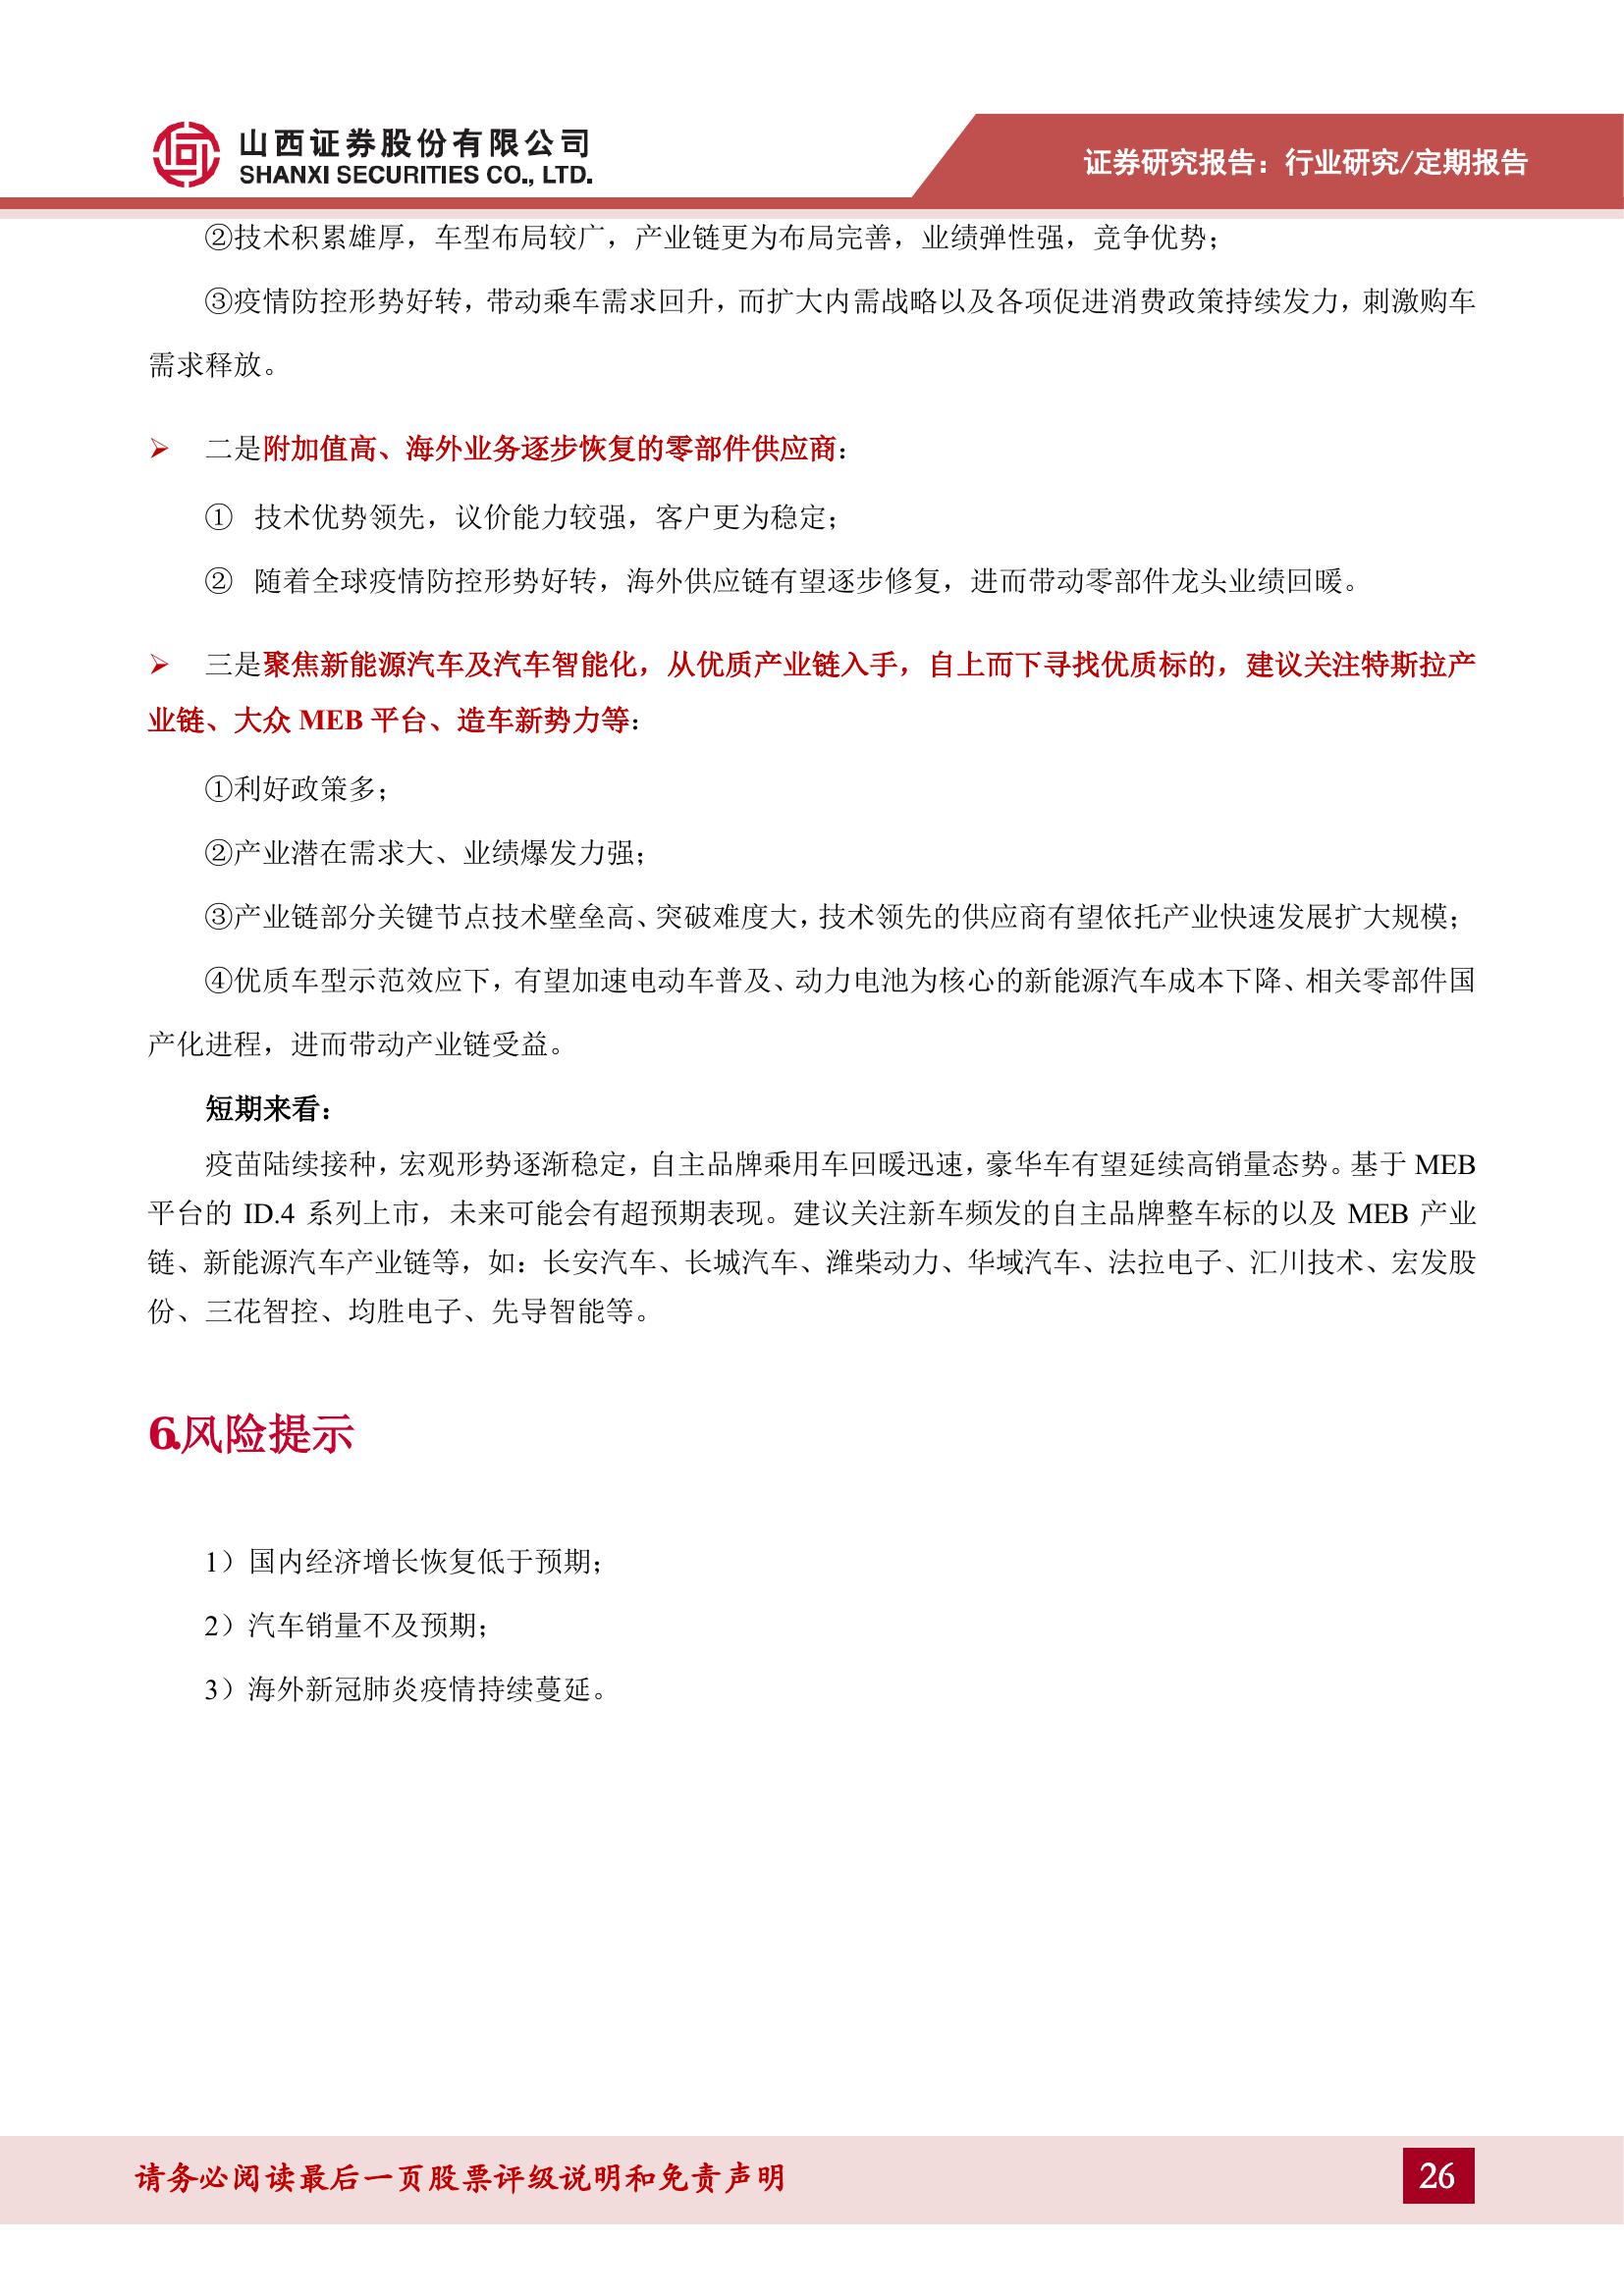 山西证券股份有限公司
SHANXI SECURITIES CO., LTD.
证券研究报告：行业研究/定期报告
②技术积累雄厚，车型布局较广，产业链更为布局完善，业绩弹性强，竞争优势；
③疫情防控形势好转，带动乘车需求回升，而扩大内需战略以及各项促进消费政策持续发力，刺激购车
需求释放。
➢ 二是附加值高、海外业务逐步恢复的零部件供应商：
① 技术优势领先，议价能力较强，客户更为稳定；
② 随着全球疫情防控形势好转，海外供应链有望逐步修复，进而带动零部件龙头业绩回暖。
➢ 三是聚焦新能源汽车及汽车智能化，从优质产业链入手，自上而下寻找优质标的，建议关注特斯拉产
业链、大众 MEB 平台、造车新势力等：
①利好政策多；
②产业潜在需求大、业绩爆发力强；
③产业链部分关键节点技术壁垒高、突破难度大，技术领先的供应商有望依托产业快速发展扩大规模；
④优质车型示范效应下，有望加速电动车普及、动力电池为核心的新能源汽车成本下降、相关零部件国
产化进程，进而带动产业链受益。
短期来看：
疫苗陆续接种，宏观形势逐渐稳定，自主品牌乘用车回暖迅速，豪华车有望延续高销量态势。基于 MEB
平台的 ID.4 系列上市，未来可能会有超预期表现。建议关注新车频发的自主品牌整车标的以及 MEB 产业
链、新能源汽车产业链等，如：长安汽车、长城汽车、潍柴动力、华域汽车、法拉电子、汇川技术、宏发股
份、三花智控、均胜电子、先导智能等。
6.风险提示
1）国内经济增长恢复低于预期；
2）汽车销量不及预期；
3）海外新冠肺炎疫情持续蔓延。
请务必阅读最后一页股票评级说明和免责声明
26